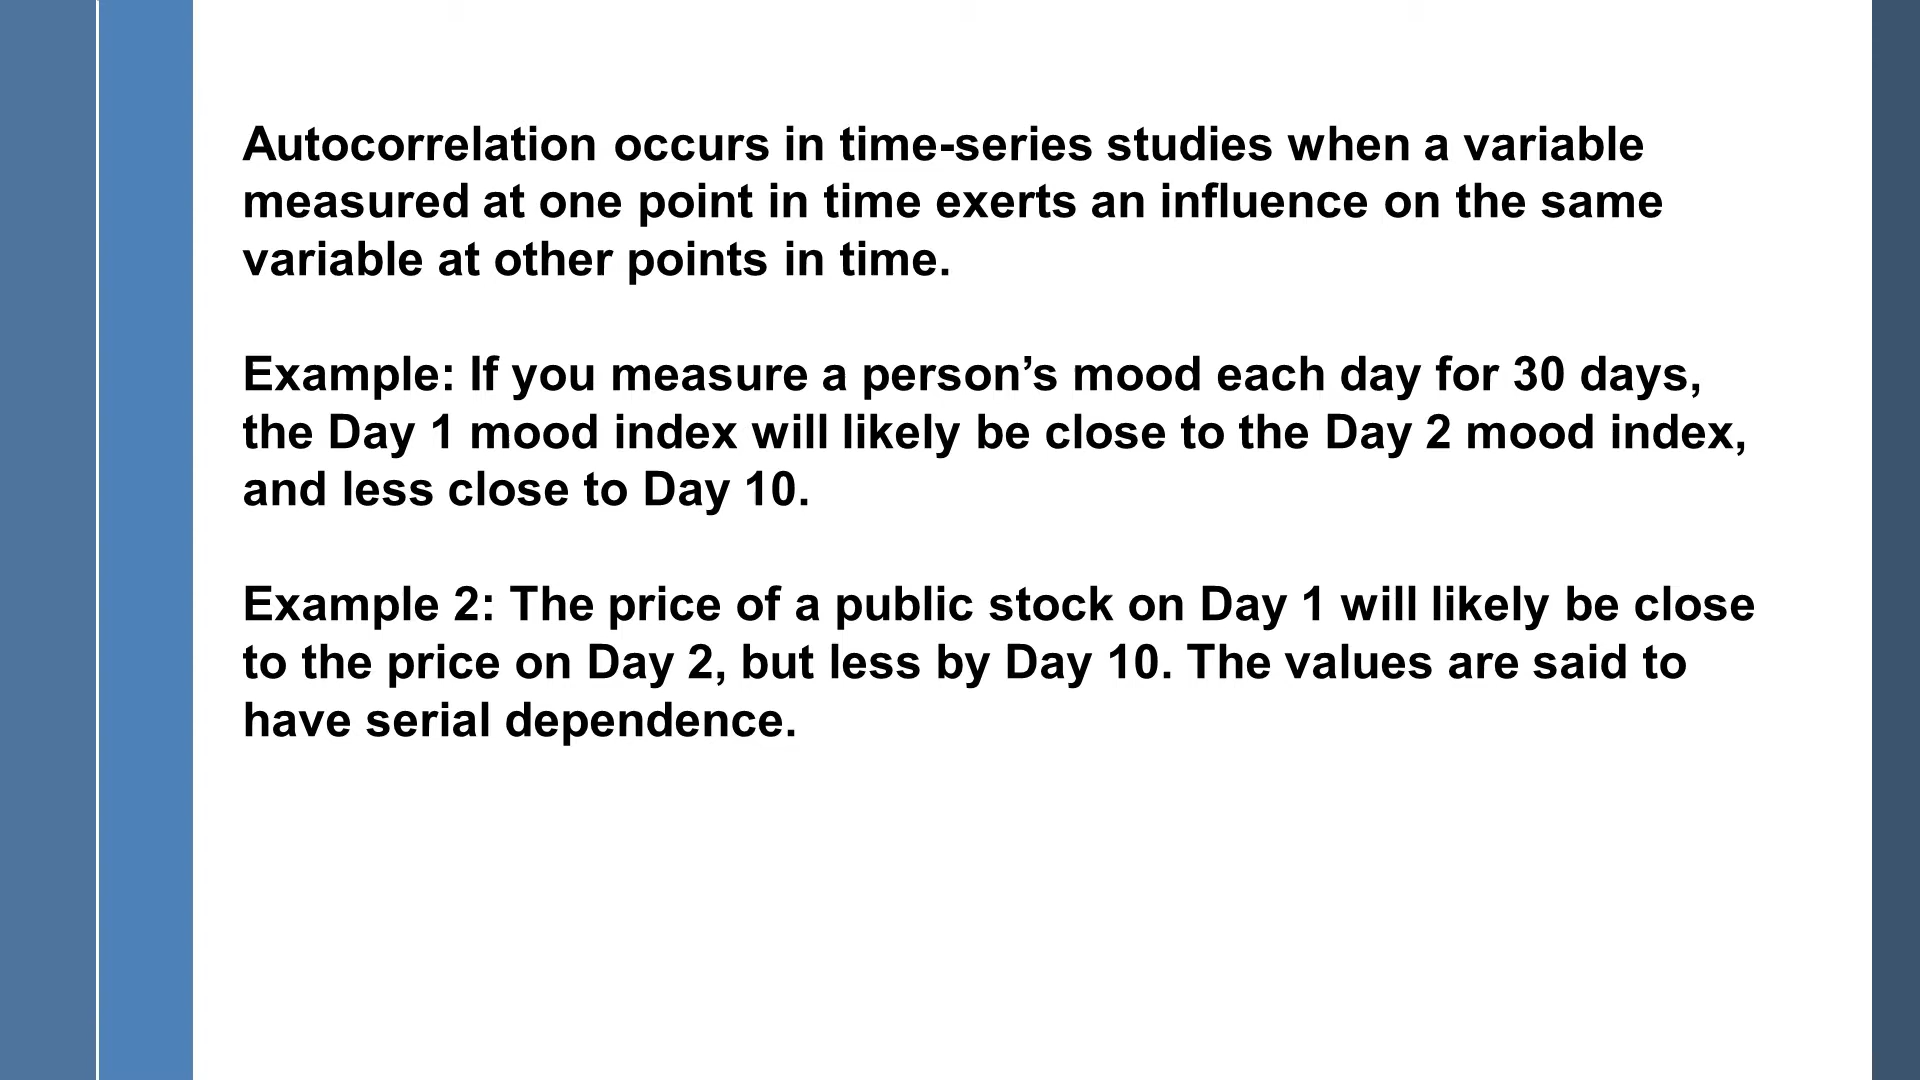 Autocorrelation occurs in time-series studies when a variable
measured at one point in time exerts an influence on the same
variable at other points in time.
Example: If you measure a person’s mood each day for 30 days,
the Day 1 mood index will likely be close to the Day 2 mood index,
and less close to Day 10.
Example 2: The price of a public stock on Day 1 will likely be close
to the price on Day 2, but less by Day 10. The values are said to
have serial dependence.